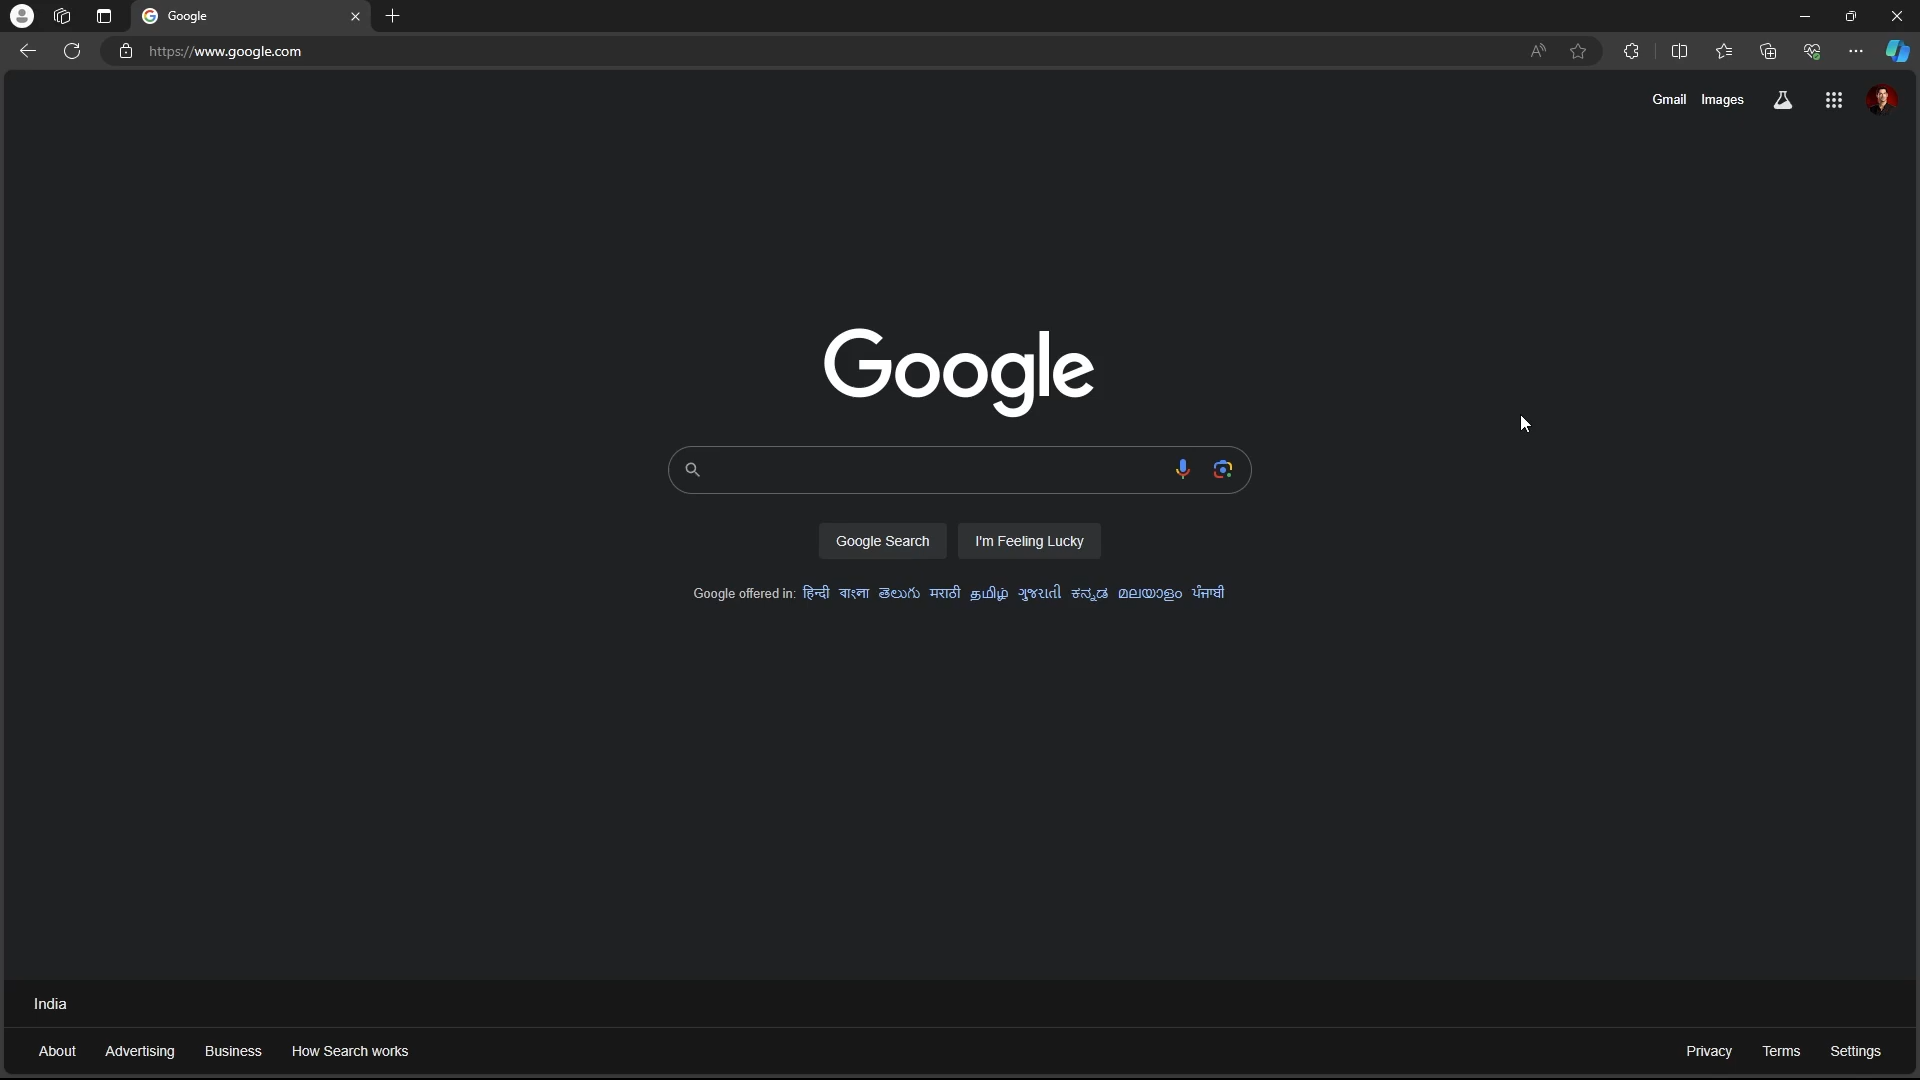 Google
https://www.google.com
Gmail Images
Google
Google Search I'm Feeling Lucky
Google offered in: हिन्दी বাংলা తెలుగు मराठी தமிழ் ગુજરાતી ಕನ್ನಡ മലയാളം ਪੰਜਾਬੀ
India
About Advertising Business How Search works Privacy Terms Settings